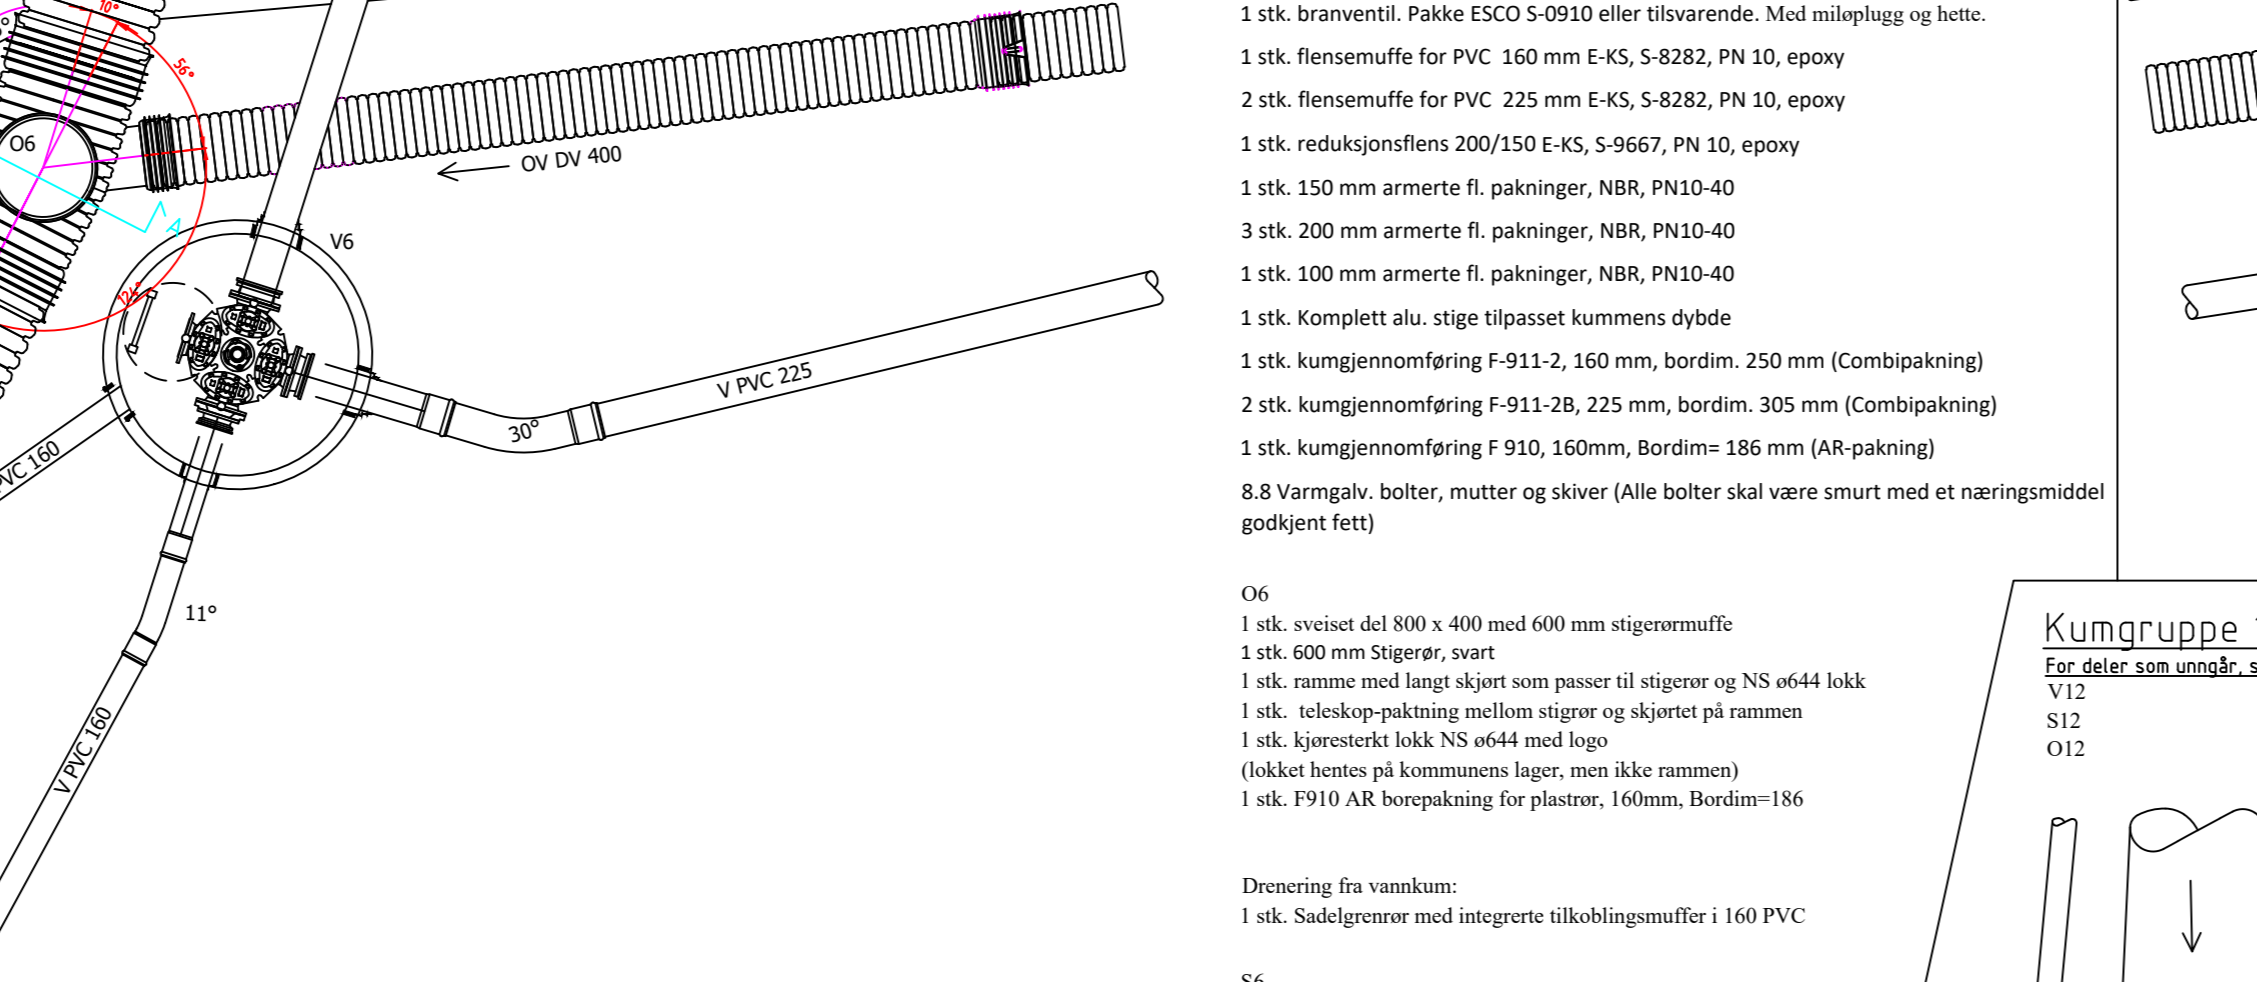 10°
56°
O6
OV DV 400
A
V6
124°
V PVC 225
30°
PVC 160
11°
V PVC 160
1 stk. branventil. Pakke ESCO S-0910 eller tilsvarende. Med miløplugg og hette.
1 stk. flensemuffe for PVC 160 mm E-KS, S-8282, PN 10, epoxy
2 stk. flensemuffe for PVC 225 mm E-KS, S-8282, PN 10, epoxy
1 stk. reduksjonsflens 200/150 E-KS, S-9667, PN 10, epoxy
1 stk. 150 mm armerte fl. pakninger, NBR, PN10-40
3 stk. 200 mm armerte fl. pakninger, NBR, PN10-40
1 stk. 100 mm armerte fl. pakninger, NBR, PN10-40
1 stk. Komplett alu. stige tilpasset kummens dybde
1 stk. kumgjennomføring F-911-2, 160 mm, bordim. 250 mm (Combipakning)
2 stk. kumgjennomføring F-911-2B, 225 mm, bordim. 305 mm (Combipakning)
1 stk. kumgjennomføring F 910, 160mm, Bordim= 186 mm (AR-pakning)
8.8 Varmgalv. bolter, mutter og skiver (Alle bolter skal være smurt med et næringsmiddel
godkjent fett)
O6
1 stk. sveiset del 800 x 400 med 600 mm stigerørmuffe
1 stk. 600 mm Stigerør, svart
1 stk. ramme med langt skjørt som passer til stigerør og NS ø644 lokk
1 stk. teleskop-paktning mellom stigrør og skjørtet på rammen
1 stk. kjøresterkt lokk NS ø644 med logo
(lokket hentes på kommunens lager, men ikke rammen)
1 stk. F910 AR borepakning for plastrør, 160mm, Bordim=186
Drenering fra vannkum:
1 stk. Sadelgrenrør med integrerte tilkoblingsmuffer i 160 PVC
S6
Kumgruppe
For deler som unngår, s
V12
S12
O12